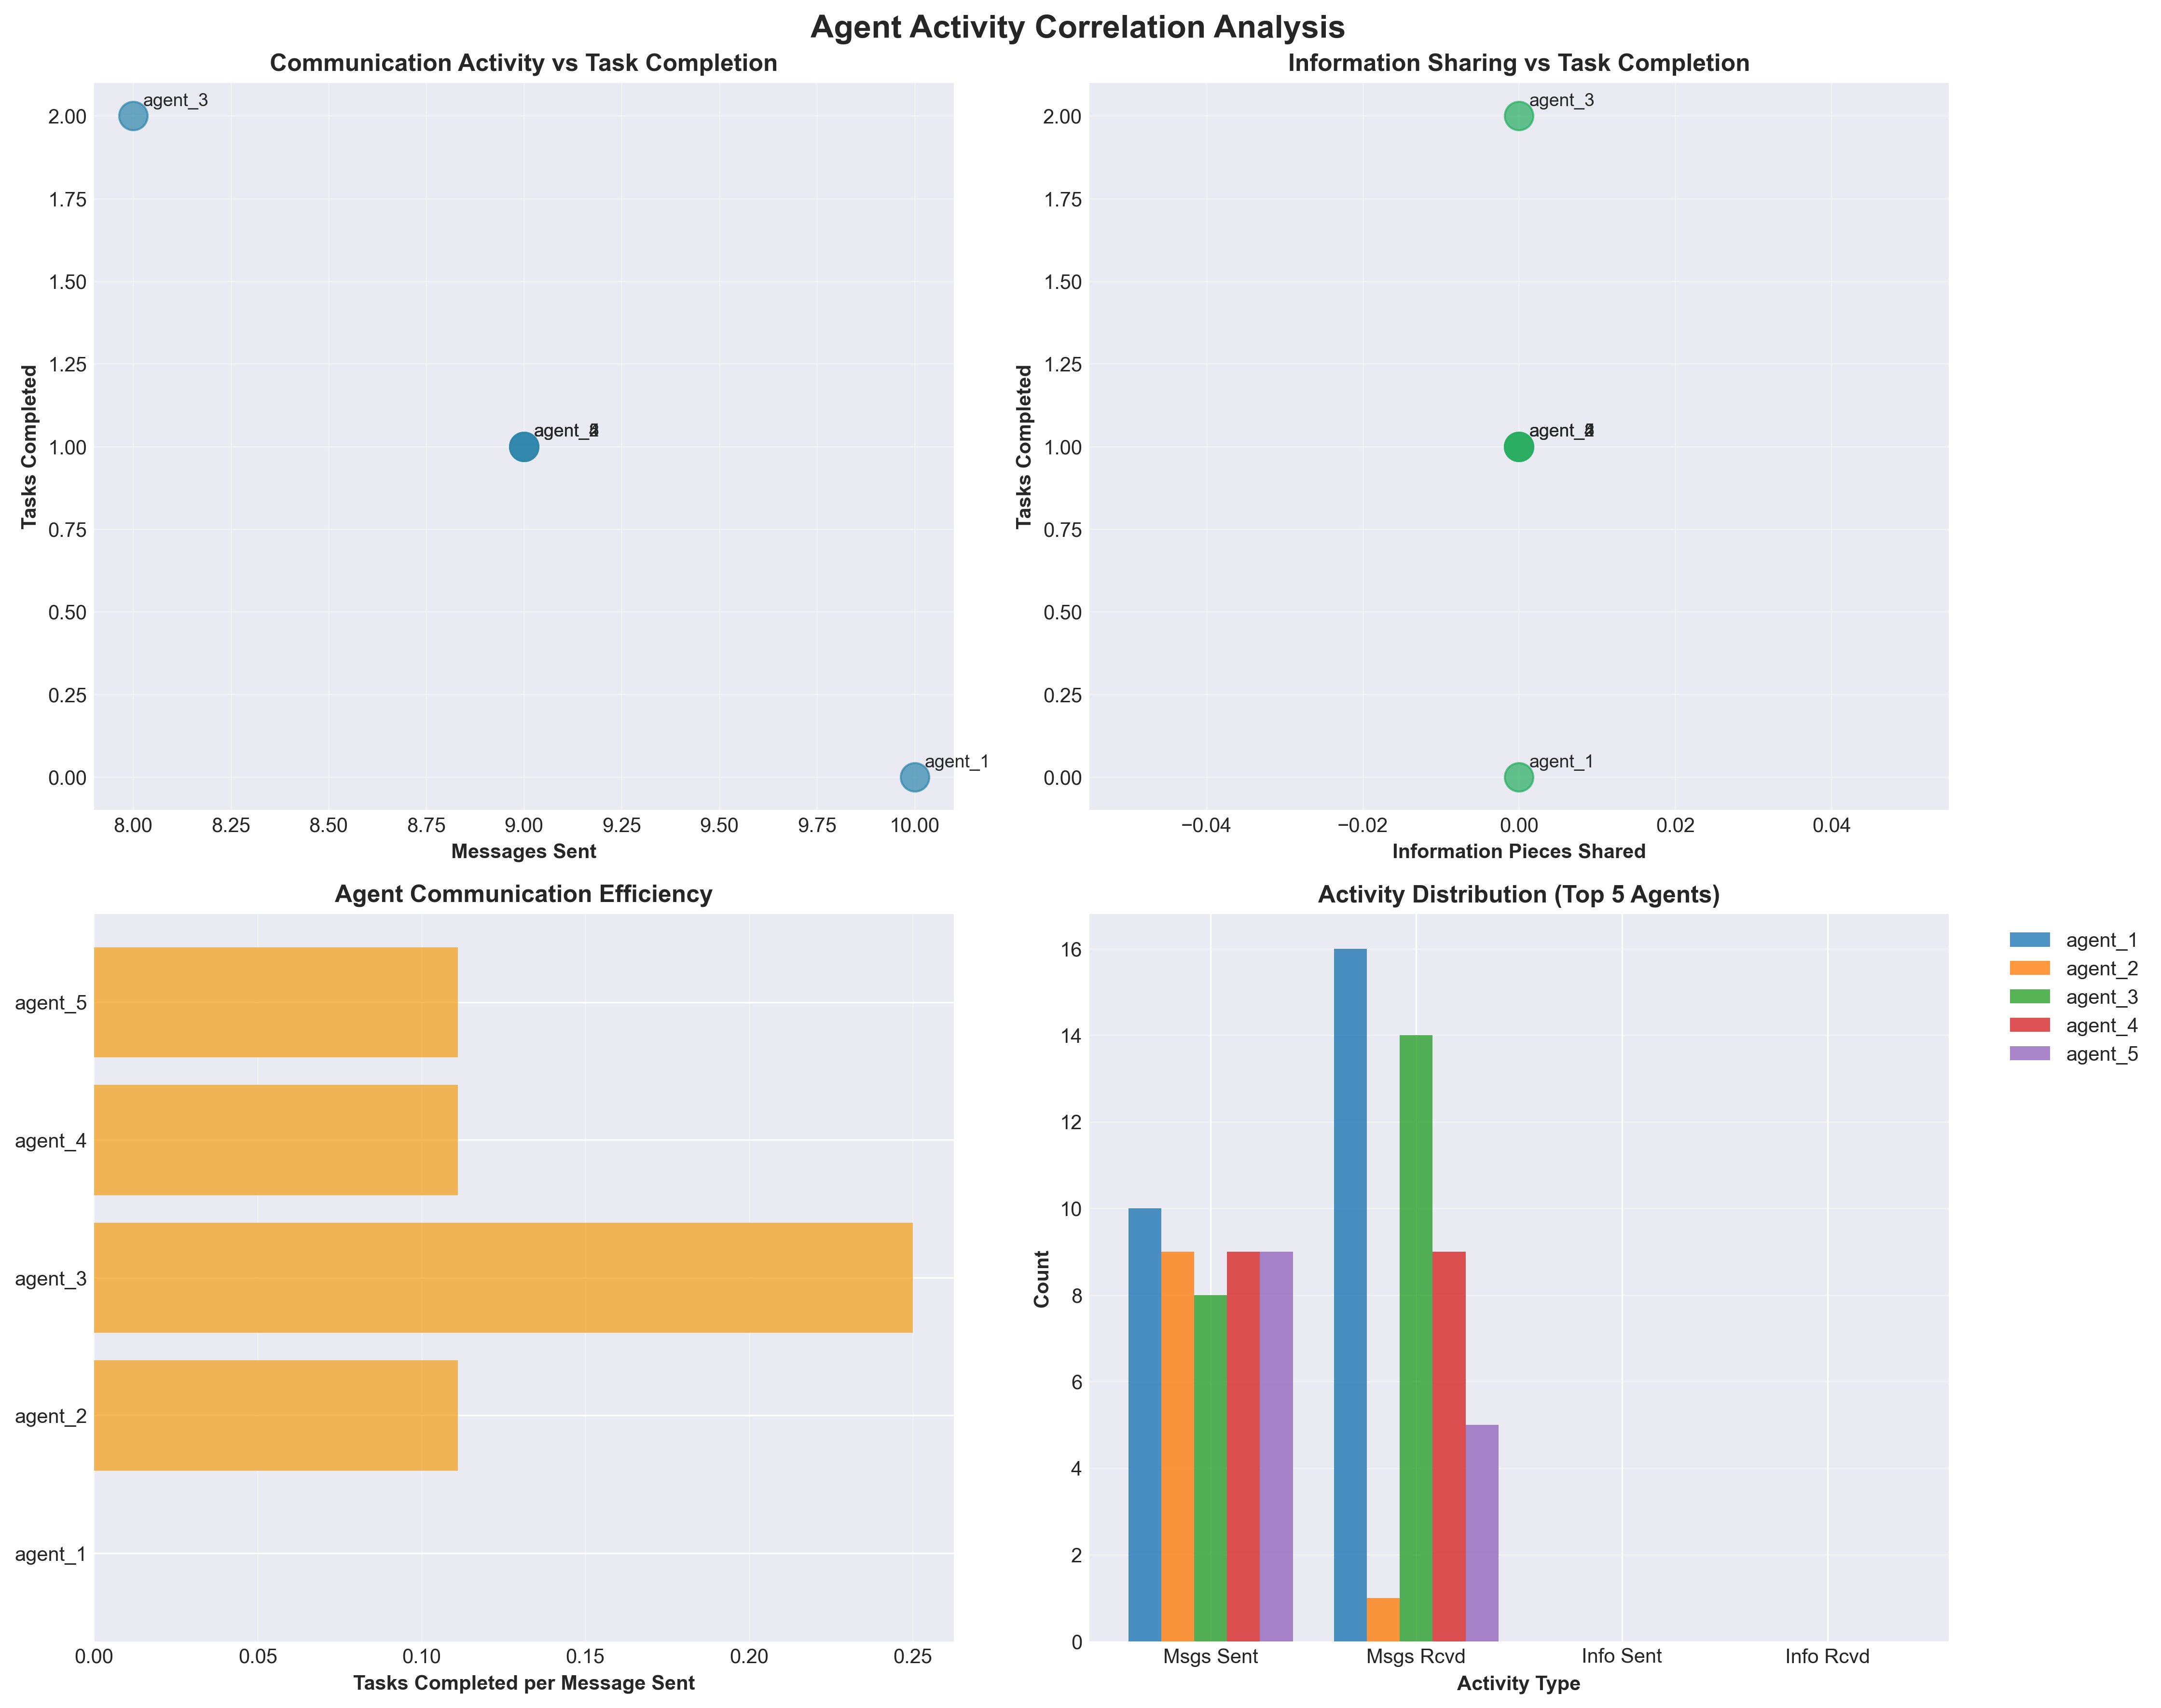 Agent Activity Correlation Analysis
Communication Activity vs Task Completion
Tasks Completed
2.00
1.75
1.50
1.25
1.00
0.75
0.50
0.25
0.00
agent_3
agent_1
8.00 8.25 8.50 8.75 9.00 9.25 9.50 9.75 10.00
Messages Sent
Information Sharing vs Task Completion
Tasks Completed
2.00
1.75
1.50
1.25
1.00
0.75
0.50
0.25
0.00
agent_3
agent_1
−0.04 −0.02 0.00 0.02 0.04
Information Pieces Shared
Agent Communication Efficiency
agent_5
agent_4
agent_3
agent_2
agent_1
0.00 0.05 0.10 0.15 0.20 0.25
Tasks Completed per Message Sent
Activity Distribution (Top 5 Agents)
Count
16
14
12
10
8
6
4
2
0
Msgs Sent Msgs Rcvd Info Sent Info Rcvd
Activity Type
agent_1
agent_2
agent_3
agent_4
agent_5